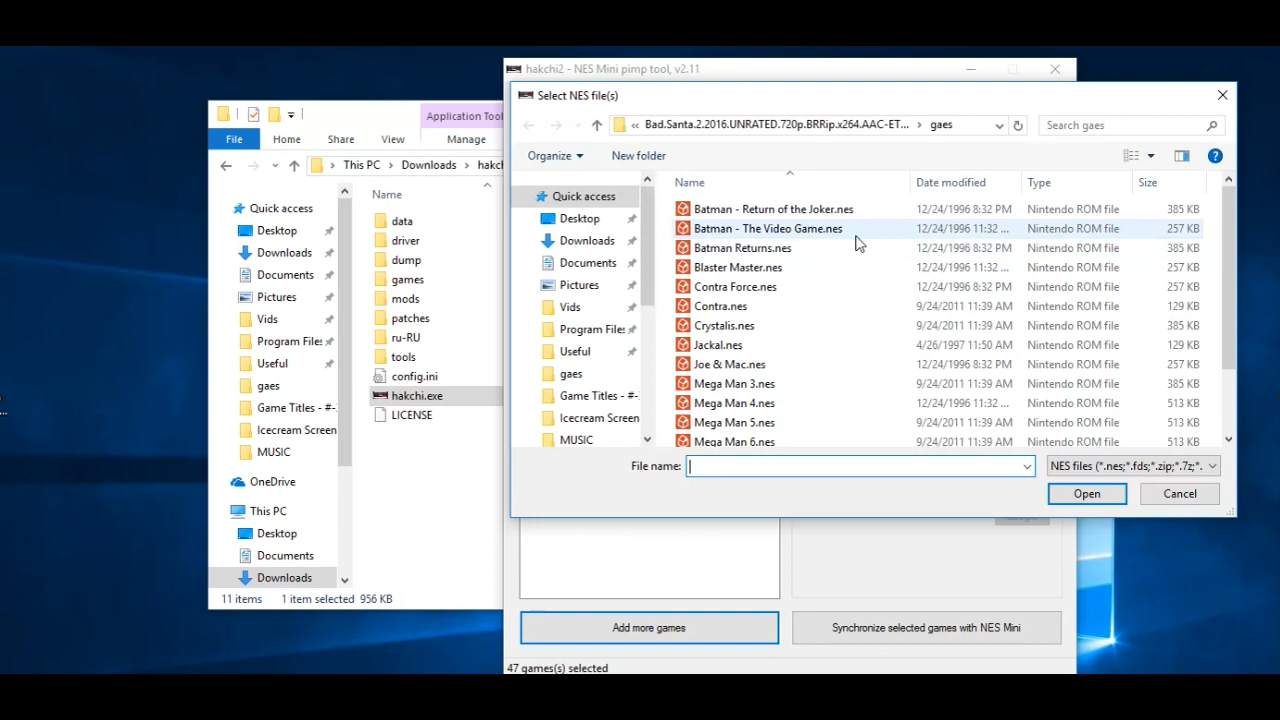 hakchi2 - NES Mini pimp tool, v2.11
Select NES file(s)
« Bad.Santa.2.2016.UNRATED.720p.BRRip.x264.AAC-ET... > gaes
Search gaes
Organize
New folder
Name
Date modified
Type
Size
Quick access
Desktop
Downloads
Documents
Pictures
Vids
Program Files
Useful
gaes
Game Titles - #-
Icecream Screen
MUSIC
Batman - Return of the Joker.nes 12/24/1996 8:32 PM Nintendo ROM file 385 KB
Batman - The Video Game.nes 12/24/1996 11:32 ... Nintendo ROM file 257 KB
Batman Returns.nes 12/24/1996 8:32 PM Nintendo ROM file 385 KB
Blaster Master.nes 12/24/1996 11:32 ... Nintendo ROM file 257 KB
Contra Force.nes 12/24/1996 8:32 PM Nintendo ROM file 257 KB
Contra.nes 9/24/2011 11:39 AM Nintendo ROM file 129 KB
Crystalis.nes 9/24/2011 11:39 AM Nintendo ROM file 385 KB
Jackal.nes 4/26/1997 11:50 AM Nintendo ROM file 129 KB
Joe & Mac.nes 12/24/1996 8:32 PM Nintendo ROM file 257 KB
Mega Man 3.nes 9/24/2011 11:39 AM Nintendo ROM file 385 KB
Mega Man 4.nes 12/24/1996 11:32 ... Nintendo ROM file 513 KB
Mega Man 5.nes 9/24/2011 11:39 AM Nintendo ROM file 513 KB
Mega Man 6.nes 9/24/2011 11:39 AM Nintendo ROM file 513 KB
File name:
NES files (*.nes;*.fds;*.zip;*.7z;*.
Open
Cancel
Add more games
Synchronize selected games with NES Mini
47 games(s) selected
Application Tool
File
Home
Share
View
Manage
> This PC > Downloads > hakc
Quick access
Desktop
Downloads
Documents
Pictures
Vids
Program Files
Useful
gaes
Game Titles - #-
Icecream Screen
MUSIC
OneDrive
This PC
Desktop
Documents
Downloads
Name
data
driver
dump
games
mods
patches
ru-RU
tools
config.ini
hakchi.exe
LICENSE
11 items
1 item selected 956 KB